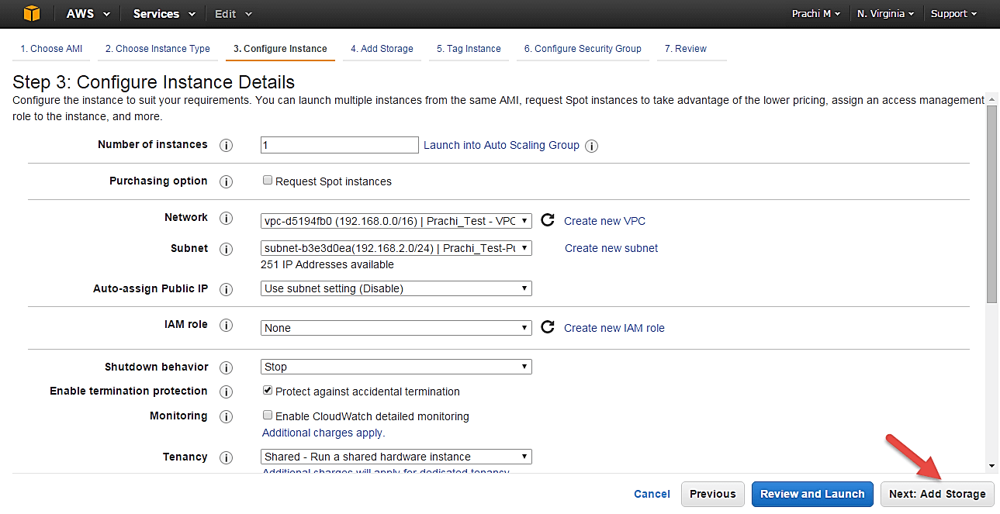 AWS Services Edit Prachi M N. Virginia Support
1. Choose AMI 2. Choose Instance Type 3. Configure Instance 4. Add Storage 5. Tag Instance 6. Configure Security Group 7. Review
Step 3: Configure Instance Details
Configure the instance to suit your requirements. You can launch multiple instances from the same AMI, request Spot instances to take advantage of the lower pricing, assign an access management
role to the instance, and more.
Number of instances i 1 Launch into Auto Scaling Group i
Purchasing option i Request Spot instances
Network i vpc-d5194fb0 (192.168.0.0/16) | Prachi_Test - VPC Create new VPC
Subnet i subnet-b3e3d0ea(192.168.2.0/24) | Prachi_Test-Pu Create new subnet
251 IP Addresses available
Auto-assign Public IP i Use subnet setting (Disable)
IAM role i None Create new IAM role
Shutdown behavior i Stop
Enable termination protection i Protect against accidental termination
Monitoring i Enable CloudWatch detailed monitoring
Additional charges apply.
Tenancy i Shared - Run a shared hardware instance
Additional charges will apply for dedicated tenancy.
Cancel Previous Review and Launch Next: Add Storage